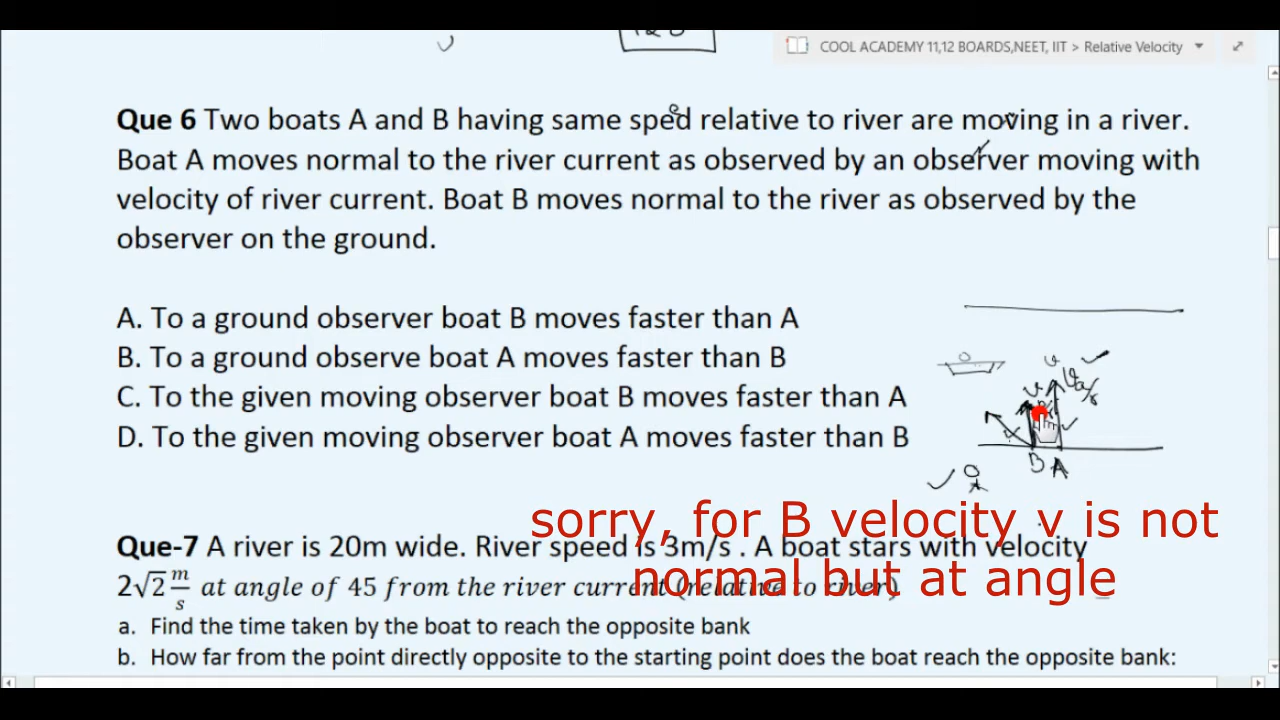 COOL ACADEMY 11,12 BOARDS,NEET, IIT > Relative Velocity
Que 6 Two boats A and B having same sped relative to river are moving in a river.
Boat A moves normal to the river current as observed by an observer moving with
velocity of river current. Boat B moves normal to the river as observed by the
observer on the ground.
A. To a ground observer boat B moves faster than A
B. To a ground observe boat A moves faster than B
C. To the given moving observer boat B moves faster than A
D. To the given moving observer boat A moves faster than B
B A
sorry, for B velocity v is not
normal but at angle
Que-7 A river is 20m wide. River speed is 3m/s . A boat stars with velocity
2√2 m/s at angle of 45 from the river current (relative to river)
a. Find the time taken by the boat to reach the opposite bank
b. How far from the point directly opposite to the starting point does the boat reach the opposite bank: